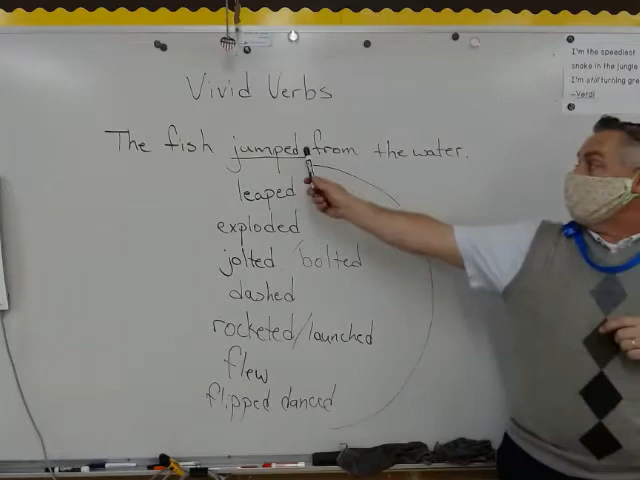 Vivid Verbs
The fish jumped from the water.
leaped
exploded
jolted / bolted
dashed
rocketed/launched
flew
flipped danced
I'm the speediest
snake in the jungle
I'm still turning gre
-Verdi